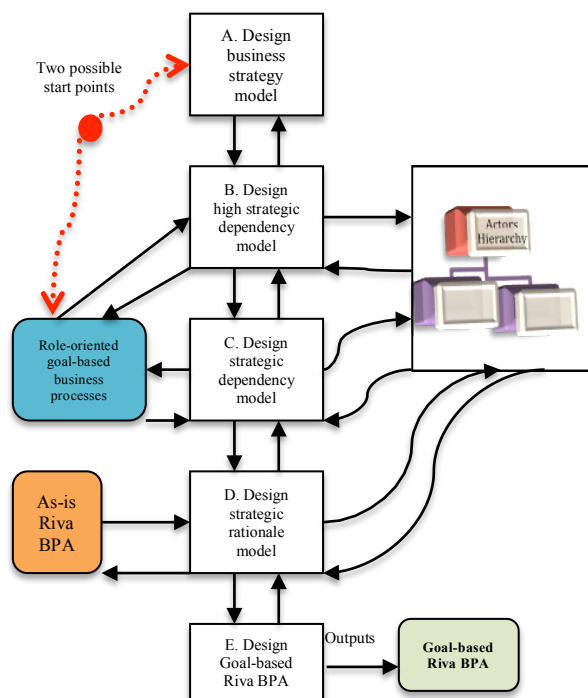 A. Design
business
strategy
model
Two possible
start points
B. Design
high strategic
dependency
model
Actors
Hierarchy
Role-oriented
goal-based
business
processes
C. Design
strategic
dependency
model
As-is
Riva
BPA
D. Design
strategic
rationale
model
E. Design
Goal-based
Riva BPA
Outputs
Goal-based
Riva BPA